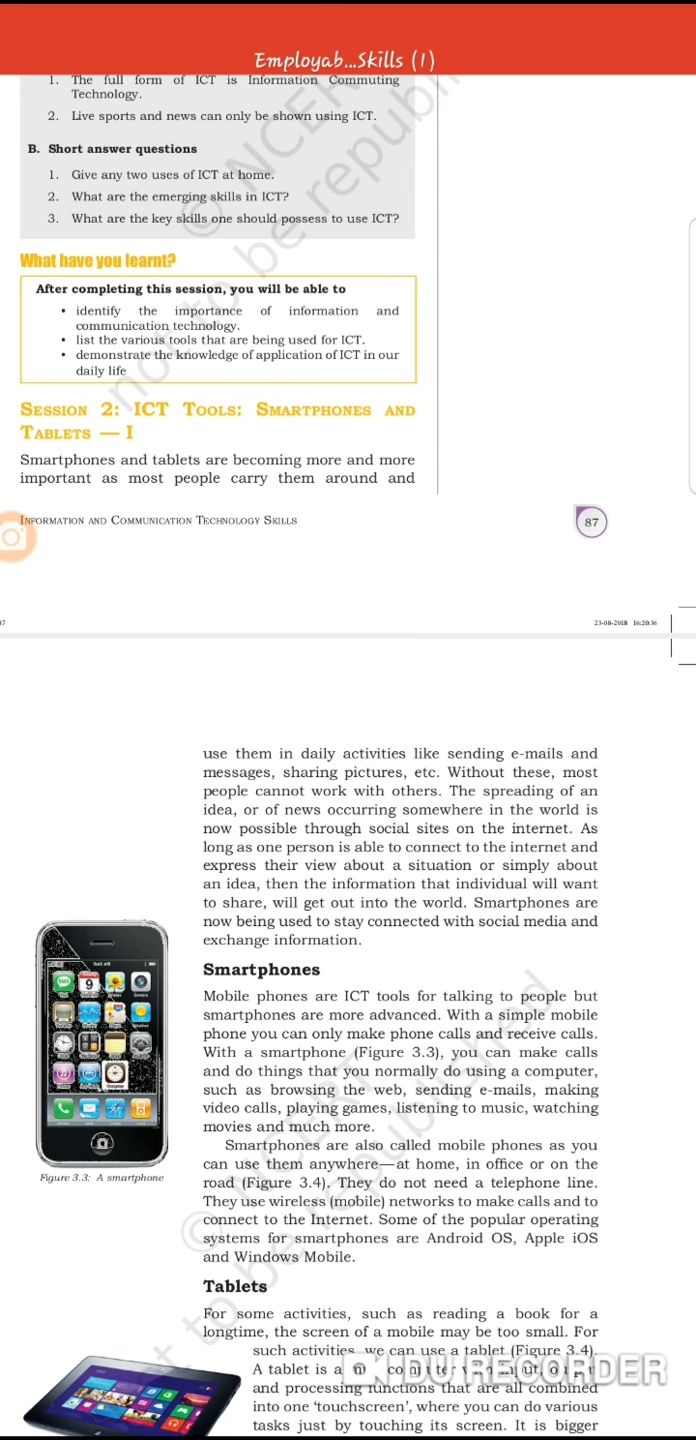 Employab...Skills (1)
1. The full form of ICT is Information Commuting
Technology.
2. Live sports and news can only be shown using ICT.
B. Short answer questions
1. Give any two uses of ICT at home.
2. What are the emerging skills in ICT?
3. What are the key skills one should possess to use ICT?
What have you learnt?
After completing this session, you will be able to
• identify the importance of information and
communication technology.
• list the various tools that are being used for ICT.
• demonstrate the knowledge of application of ICT in our
daily life
SESSION 2: ICT TOOLS: SMARTPHONES AND
TABLETS — I
Smartphones and tablets are becoming more and more
important as most people carry them around and
INFORMATION AND COMMUNICATION TECHNOLOGY SKILLS
87
23-08-2018 16:20:36
use them in daily activities like sending e-mails and
messages, sharing pictures, etc. Without these, most
people cannot work with others. The spreading of an
idea, or of news occurring somewhere in the world is
now possible through social sites on the internet. As
long as one person is able to connect to the internet and
express their view about a situation or simply about
an idea, then the information that individual will want
to share, will get out into the world. Smartphones are
now being used to stay connected with social media and
exchange information.
Smartphones
Mobile phones are ICT tools for talking to people but
smartphones are more advanced. With a simple mobile
phone you can only make phone calls and receive calls.
With a smartphone (Figure 3.3), you can make calls
and do things that you normally do using a computer,
such as browsing the web, sending e-mails, making
video calls, playing games, listening to music, watching
movies and much more.
Smartphones are also called mobile phones as you
can use them anywhere—at home, in office or on the
road (Figure 3.4). They do not need a telephone line.
They use wireless (mobile) networks to make calls and to
connect to the Internet. Some of the popular operating
systems for smartphones are Android OS, Apple iOS
and Windows Mobile.
Figure 3.3: A smartphone
Tablets
For some activities, such as reading a book for a
longtime, the screen of a mobile may be too small. For
such activities, we can use a tablet (Figure 3.4).
A tablet is a
and processing functions that are all combined
into one ‘touchscreen’, where you can do various
tasks just by touching its screen. It is bigger
DU RECORDER
© NCERT
not to be republished